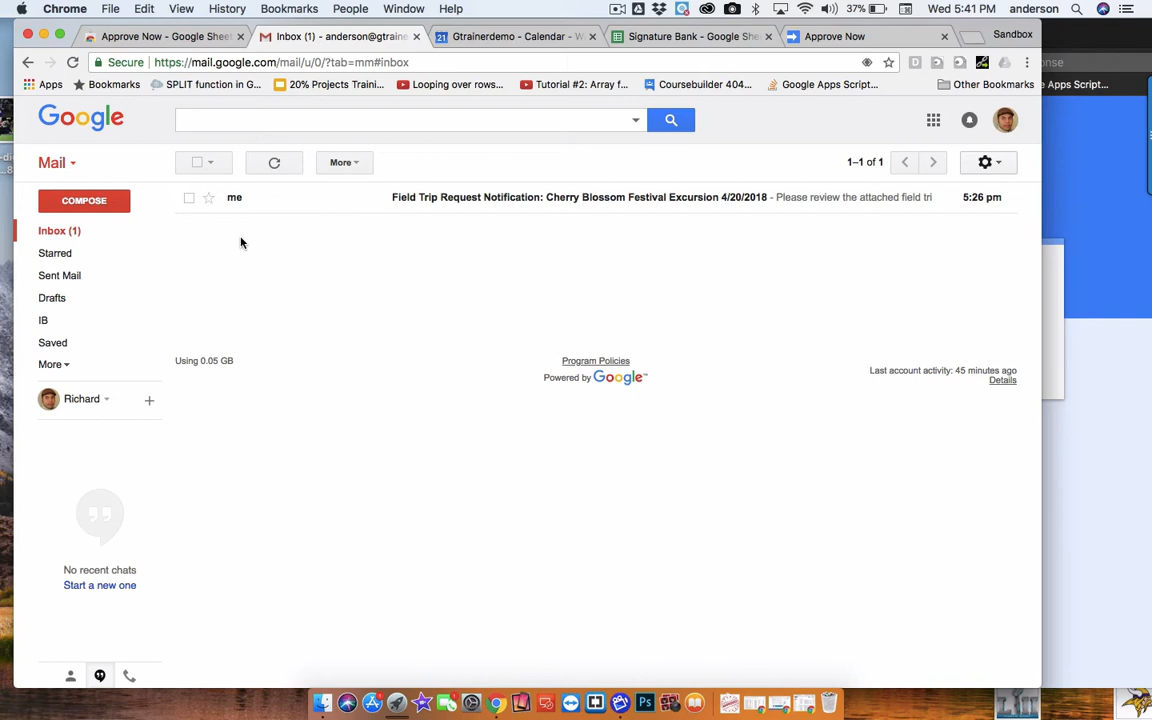 Chrome File Edit View History Bookmarks People Window Help 37% Wed 5:41 PM anderson
Approve Now - Google Sheet Inbox (1) - anderson@gtraine Gtrainerdemo - Calendar - W Signature Bank - Google She Approve Now Sandbox
Secure https://mail.google.com/mail/u/0/?tab=mm#inbox
Apps Bookmarks SPLIT function in G... 20% Projects Traini... Looping over rows... Tutorial #2: Array f... Coursebuilder 404... Google Apps Script... Other Bookmarks e Apps Script...
Google
Mail More 1–1 of 1
COMPOSE
me Field Trip Request Notification: Cherry Blossom Festival Excursion 4/20/2018 - Please review the attached field tri 5:26 pm
Inbox (1)
Starred
Sent Mail
Drafts
IB
Saved
More
Using 0.05 GB
Program Policies
Powered by Google™
Last account activity: 45 minutes ago
Details
Richard
No recent chats
Start a new one